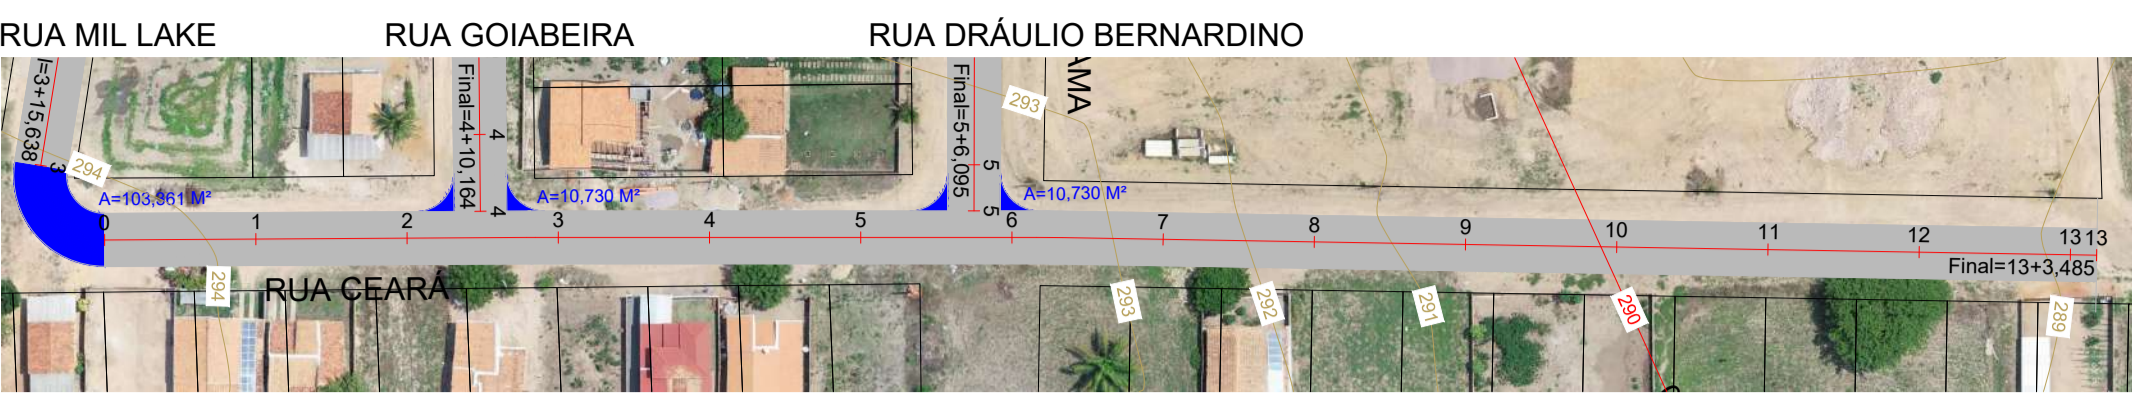 RUA MIL LAKE
RUA GOIABEIRA
RUA DRÁULIO BERNARDINO
I=3+15,638
3
294
A=103,361 M²
Final=4+10,164
4
4
A=10,730 M²
Final=5+6,095
5
5
A=10,730 M²
293
AMA
0 1 2 3 4 5 6 7 8 9 10 11 12 13 13
Final=13+3,485
RUA CEARÁ
294
293
292
291
290
289